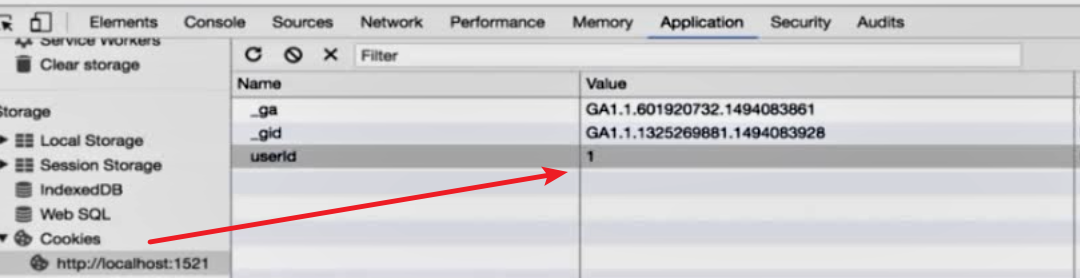 Elements Console Sources Network Performance Memory Application Security Audits
Service Workers
Clear storage
Filter
Name Value
Storage
_ga GA1.1.601920732.1494083861
_gid GA1.1.1325269881.1494083928
userId 1
Local Storage
Session Storage
IndexedDB
Web SQL
Cookies
http://localhost:1521